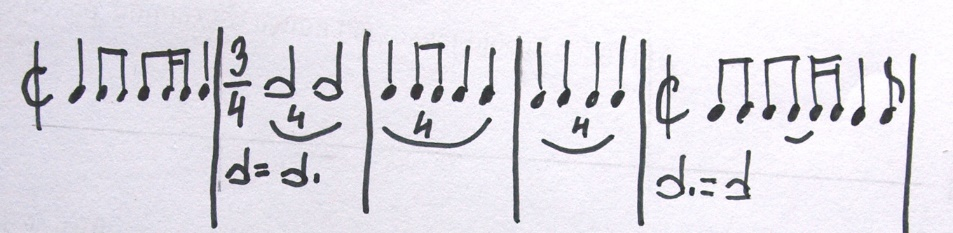 ¢ ♩ ♫ ♫♬ ♩ | 3/4 𝅗𝅥 𝅗𝅥 | ♩ ♫ ♩ ♩ | ♩ ♩ ♩ ♩ | ¢ ♫ ♫ ♬ ♩ ♪ |
4 4 4
𝅗𝅥 = 𝅗𝅥. 𝅗𝅥. = 𝅗𝅥